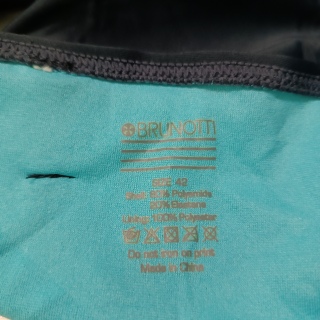 BRUNOTTI
SIZE: 42
Shell: 80% Polyamide
20% Elastane
Lining: 100% Polyester
Do not iron on print
Made in China